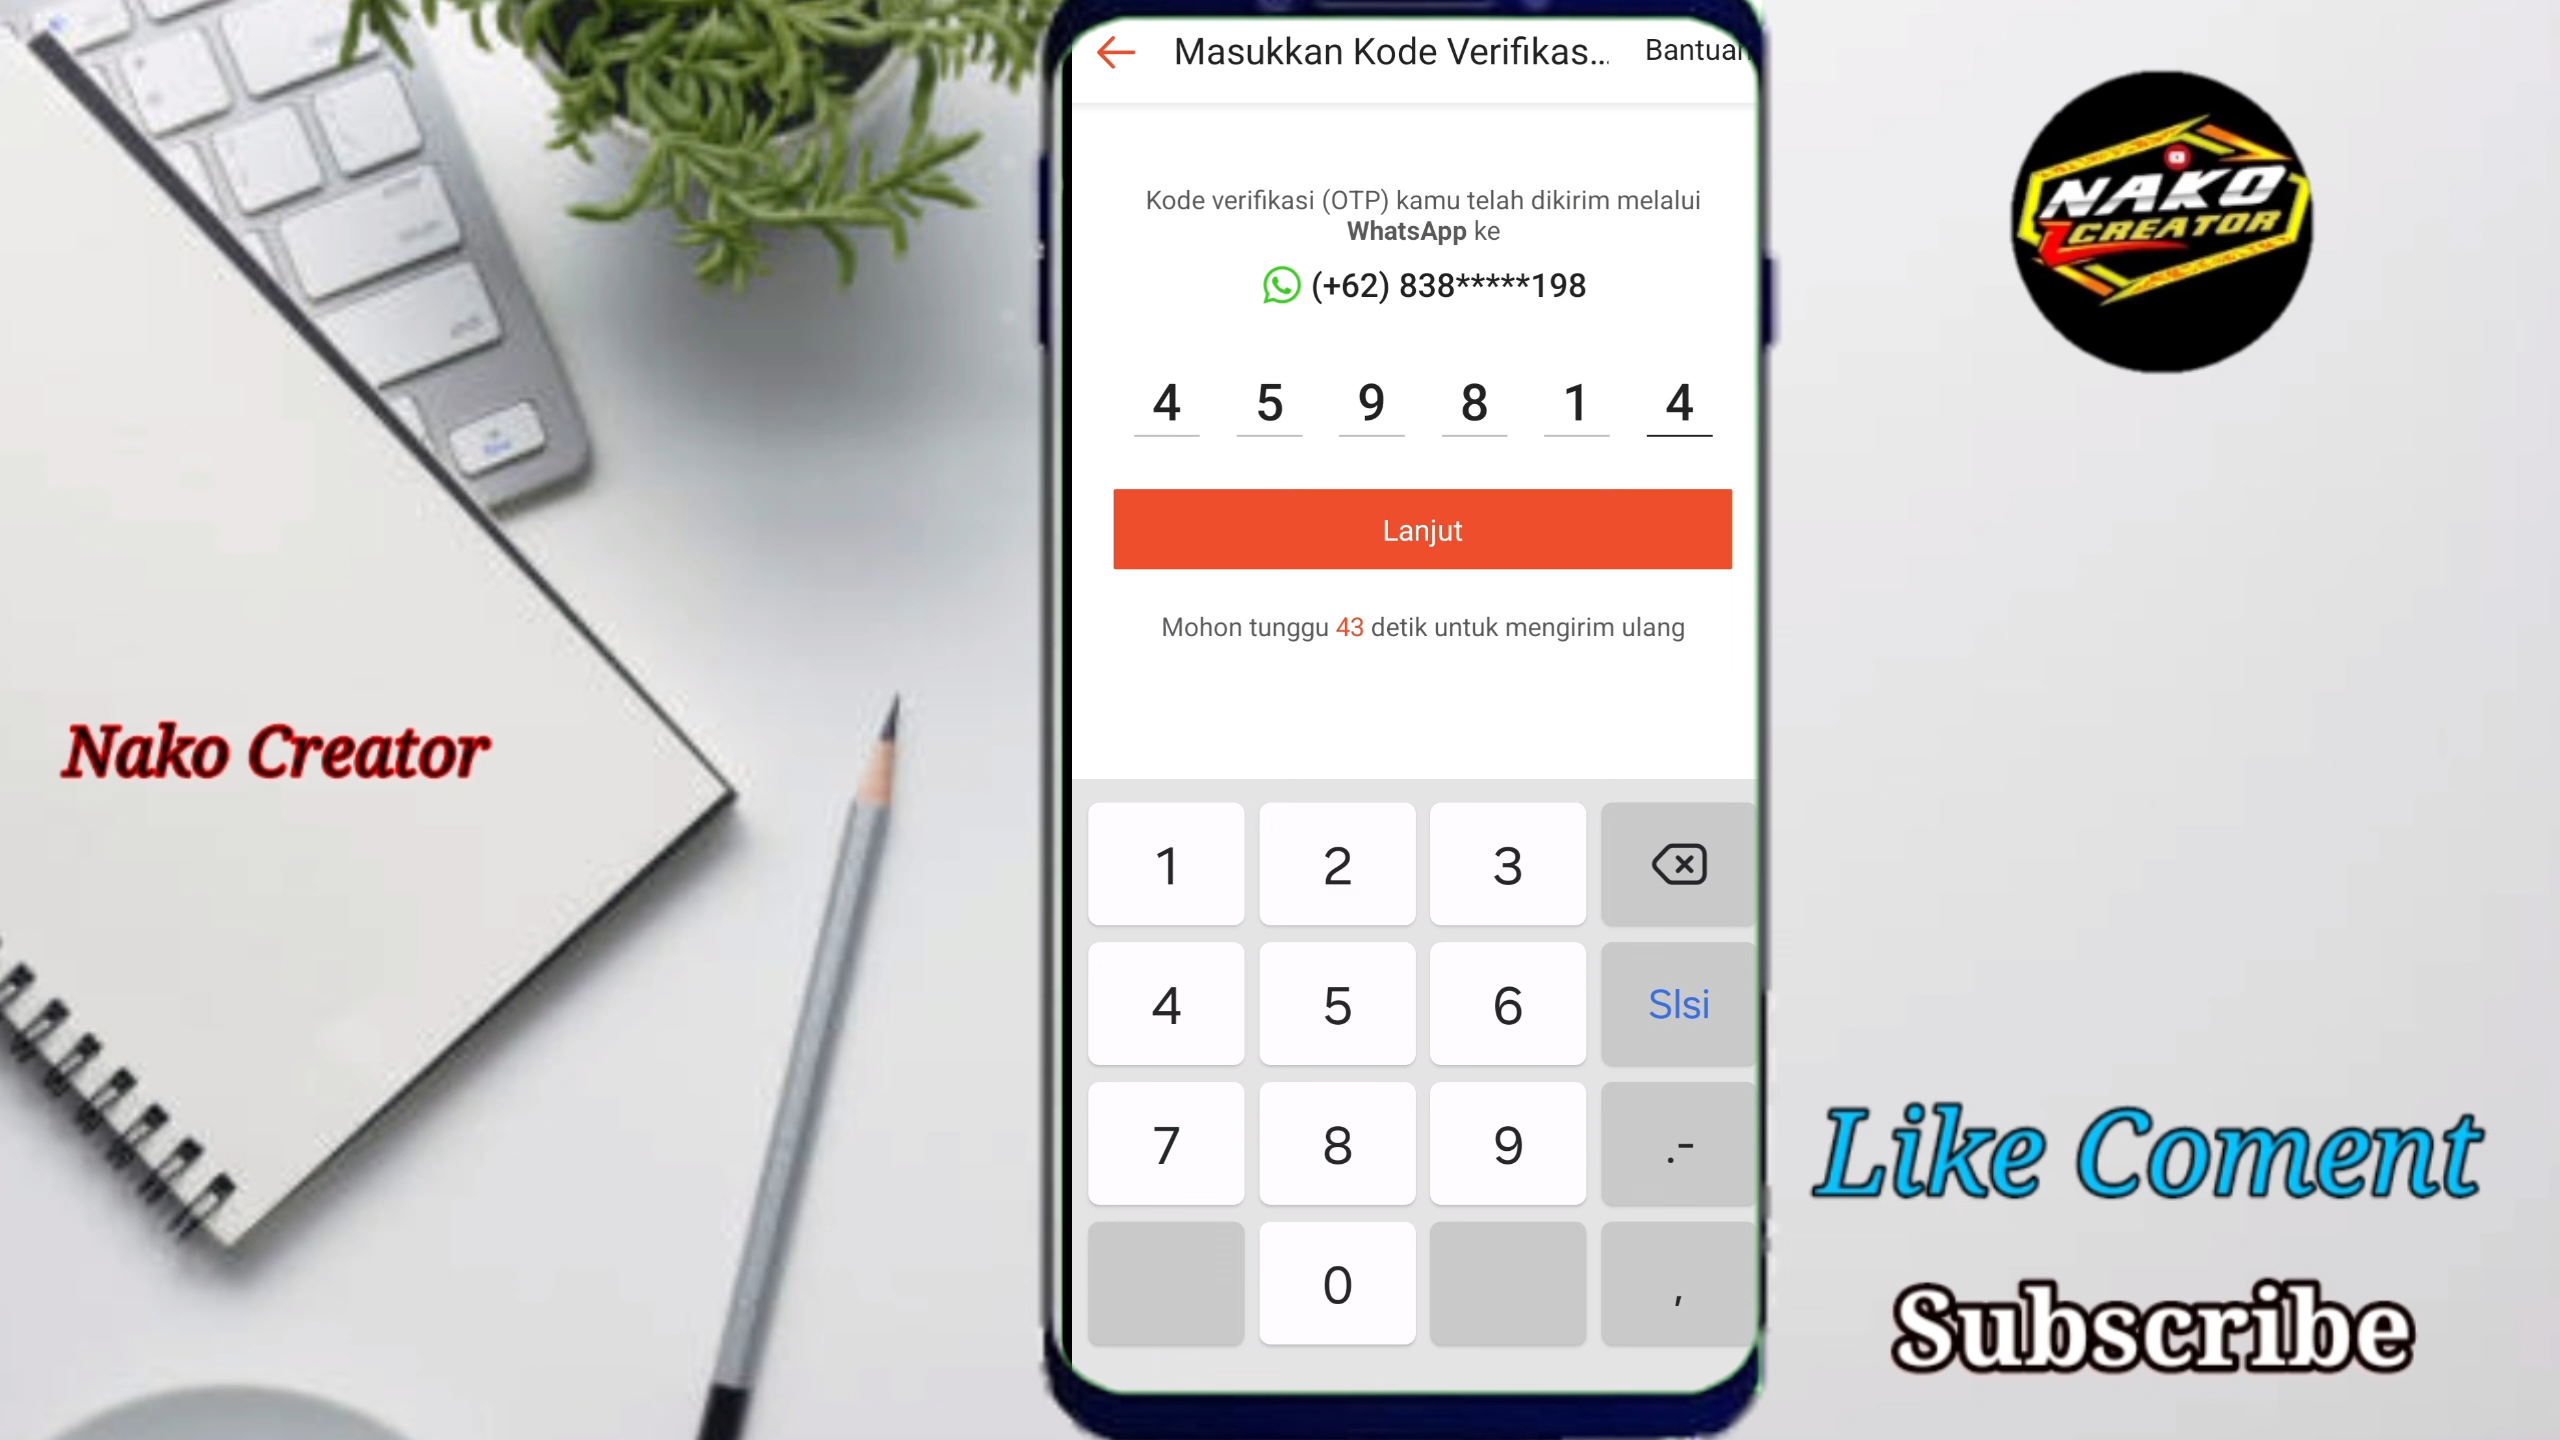 Masukkan Kode Verifikas...
Bantuan
Kode verifikasi (OTP) kamu telah dikirim melalui
WhatsApp ke
(+62) 838*****198
4 5 9 8 1 4
Lanjut
Mohon tunggu 43 detik untuk mengirim ulang
1 2 3
4 5 6 Slsi
7 8 9 .-
0 ,
Nako Creator
NAKO
CREATOR
Like Coment
Subscribe